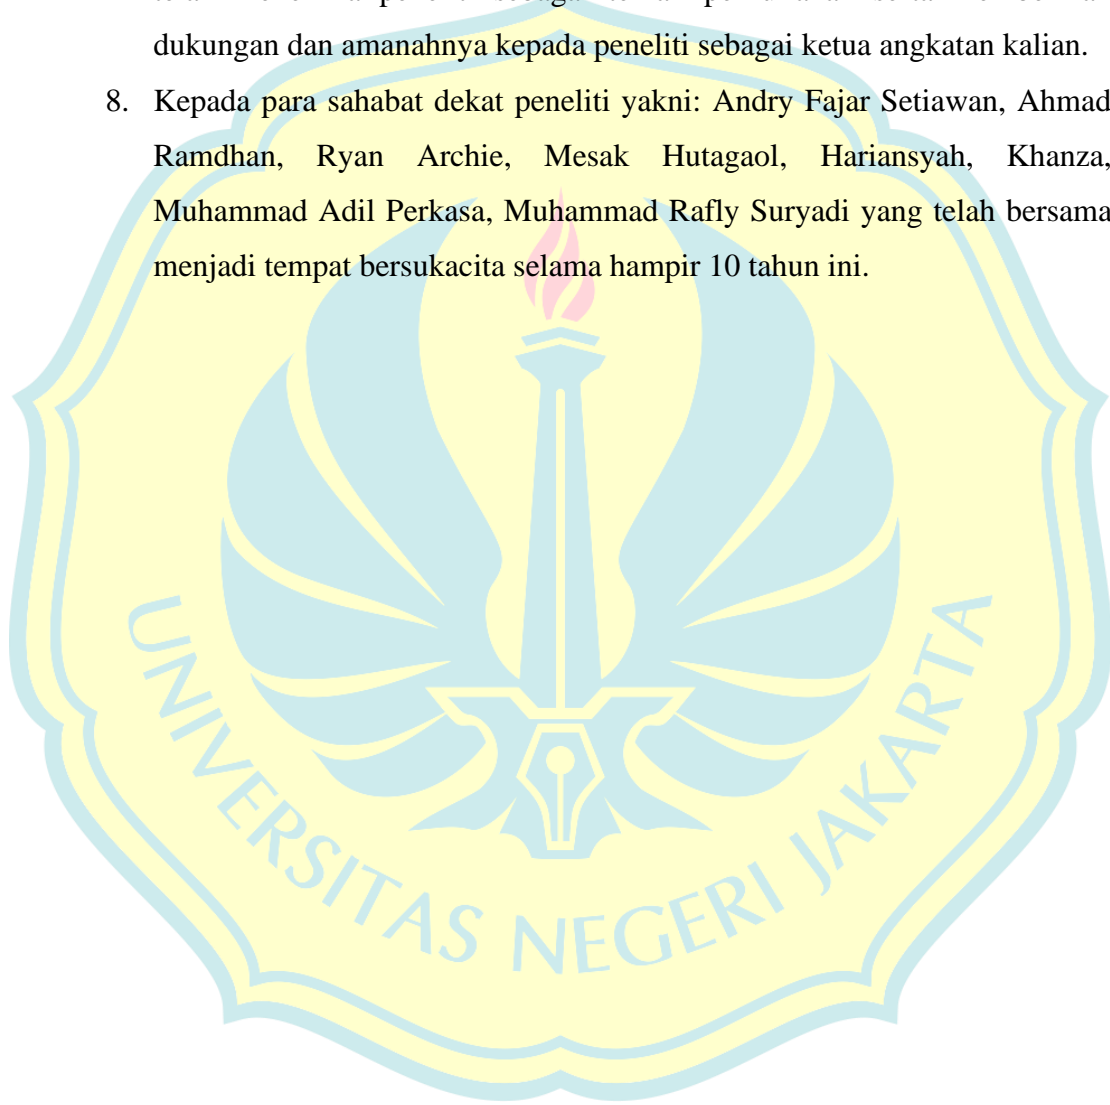 dukungan dan amanahnya kepada peneliti sebagai ketua angkatan kalian.
8. Kepada para sahabat dekat peneliti yakni: Andry Fajar Setiawan, Ahmad
Ramdhan, Ryan Archie, Mesak Hutagaol, Hariansyah, Khanza,
Muhammad Adil Perkasa, Muhammad Rafly Suryadi yang telah bersama
menjadi tempat bersukacita selama hampir 10 tahun ini.
UNIVERSITAS NEGERI JAKARTA